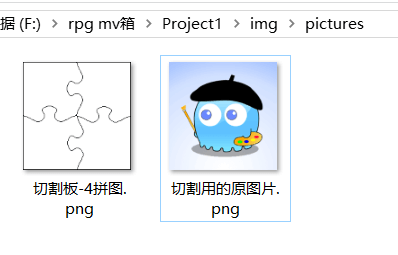 据 (F:) > rpg mv箱 > Project1 > img > pictures
切割板-4拼图.
png
切割用的原图片.
png